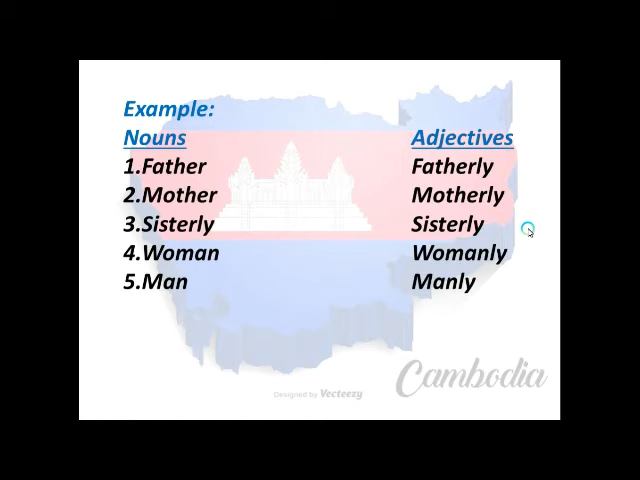 Example:
Nouns Adjectives
1.Father Fatherly
2.Mother Motherly
3.Sisterly Sisterly
4.Woman Womanly
5.Man Manly
Cambodia
Designed by Vecteezy